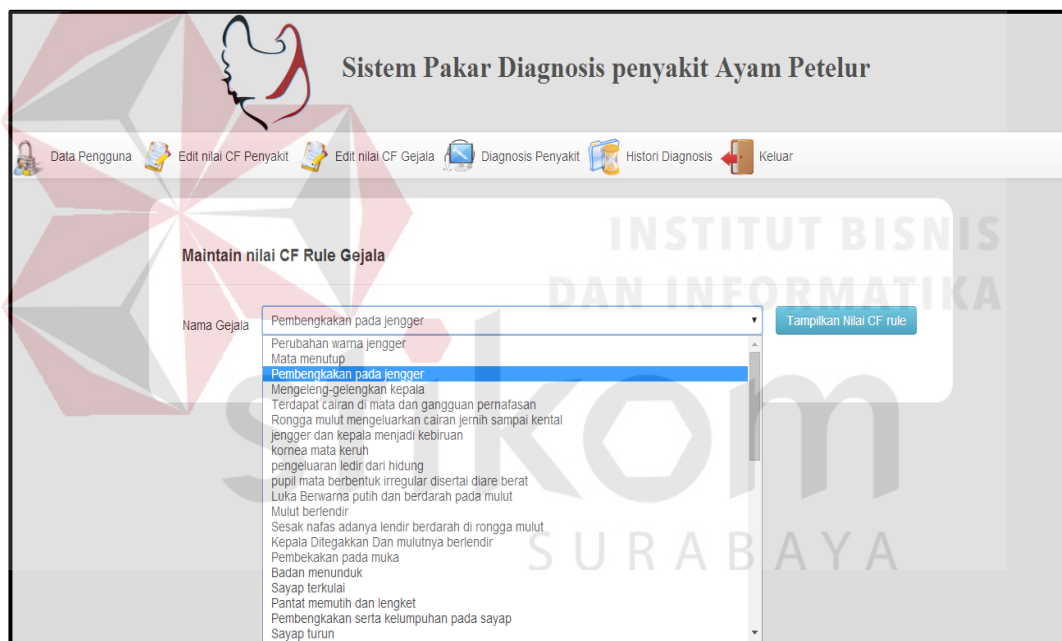 Sistem Pakar Diagnosis penyakit Ayam Petelur
Data Pengguna Edit nilai CF Penyakit Edit nilai CF Gejala Diagnosis Penyakit Histori Diagnosis Keluar
INSTITUT BISNIS
DAN INFORMATIKA
Maintain nilai CF Rule Gejala
Nama Gejala Pembengkakan pada jengger Tampilkan Nilai CF rule
Perubahan warna jengger
Mata menutup
Pembengkakan pada jengger
Mengeleng-gelengkan kepala
Terdapat cairan di mata dan gangguan pernafasan
Rongga mulut mengeluarkan cairan jernih sampai kental
jengger dan kepala menjadi kebiruan
kornea mata keruh
pengeluaran ledir dari hidung
pupil mata berbentuk irregular disertai diare berat
Luka Berwarna putih dan berdarah pada mulut
Mulut berlendir
Sesak nafas adanya lendir berdarah di rongga mulut
Kepala Ditegakkan Dan mulutnya berlendir
Pembekakan pada muka
Badan menunduk
Sayap terkulai
Pantat memutih dan lengket
Pembengkakan serta kelumpuhan pada sayap
Sayap turun
stikom
SURABAYA